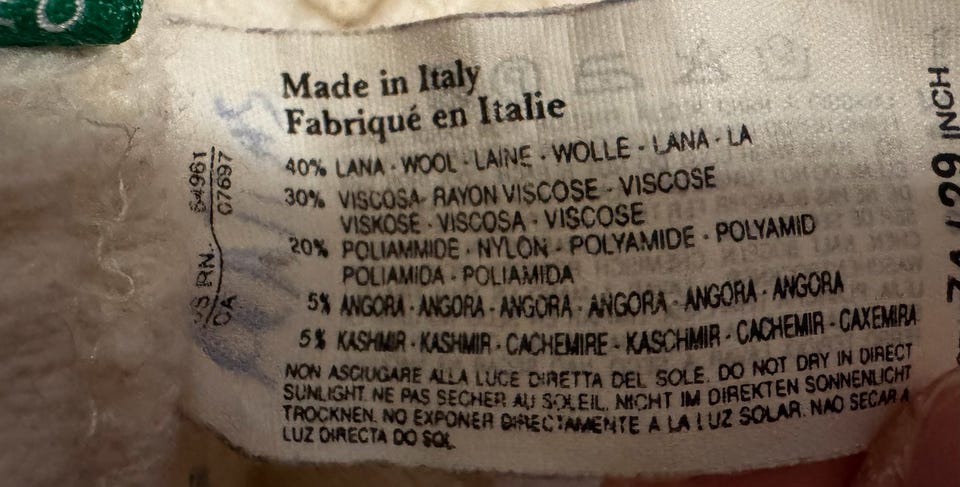 Made in Italy
Fabriqué en Italie
40% LANA - WOOL - LAINE - WOLLE - LANA - LA
30% VISCOSA - RAYON VISCOSE - VISCOSE
VISKOSE - VISCOSA - VISCOSE
20% POLIAMMIDE - NYLON - POLYAMIDE - POLYAMID
POLIAMIDA - POLIAMIDA
5% ANGORA - ANGORA - ANGORA - ANGORA - ANGORA - ANGORA
5% KASHMIR - KASHMIR - CACHEMIRE - KASCHMIR - CACHEMIR - CAXEMIRA
NON ASCIUGARE ALLA LUCE DIRETTA DEL SOLE. DO NOT DRY IN DIRECT
SUNLIGHT. NE PAS SECHER AU SOLEIL. NICHT IM DIREKTEN SONNENLICHT
TROCKNEN. NO EXPONER DIRECTAMENTE A LA LUZ SOLAR. NAO SECAR A
LUZ DIRECTA DO SOL
RN. 84961
CA 07697
29 INCH